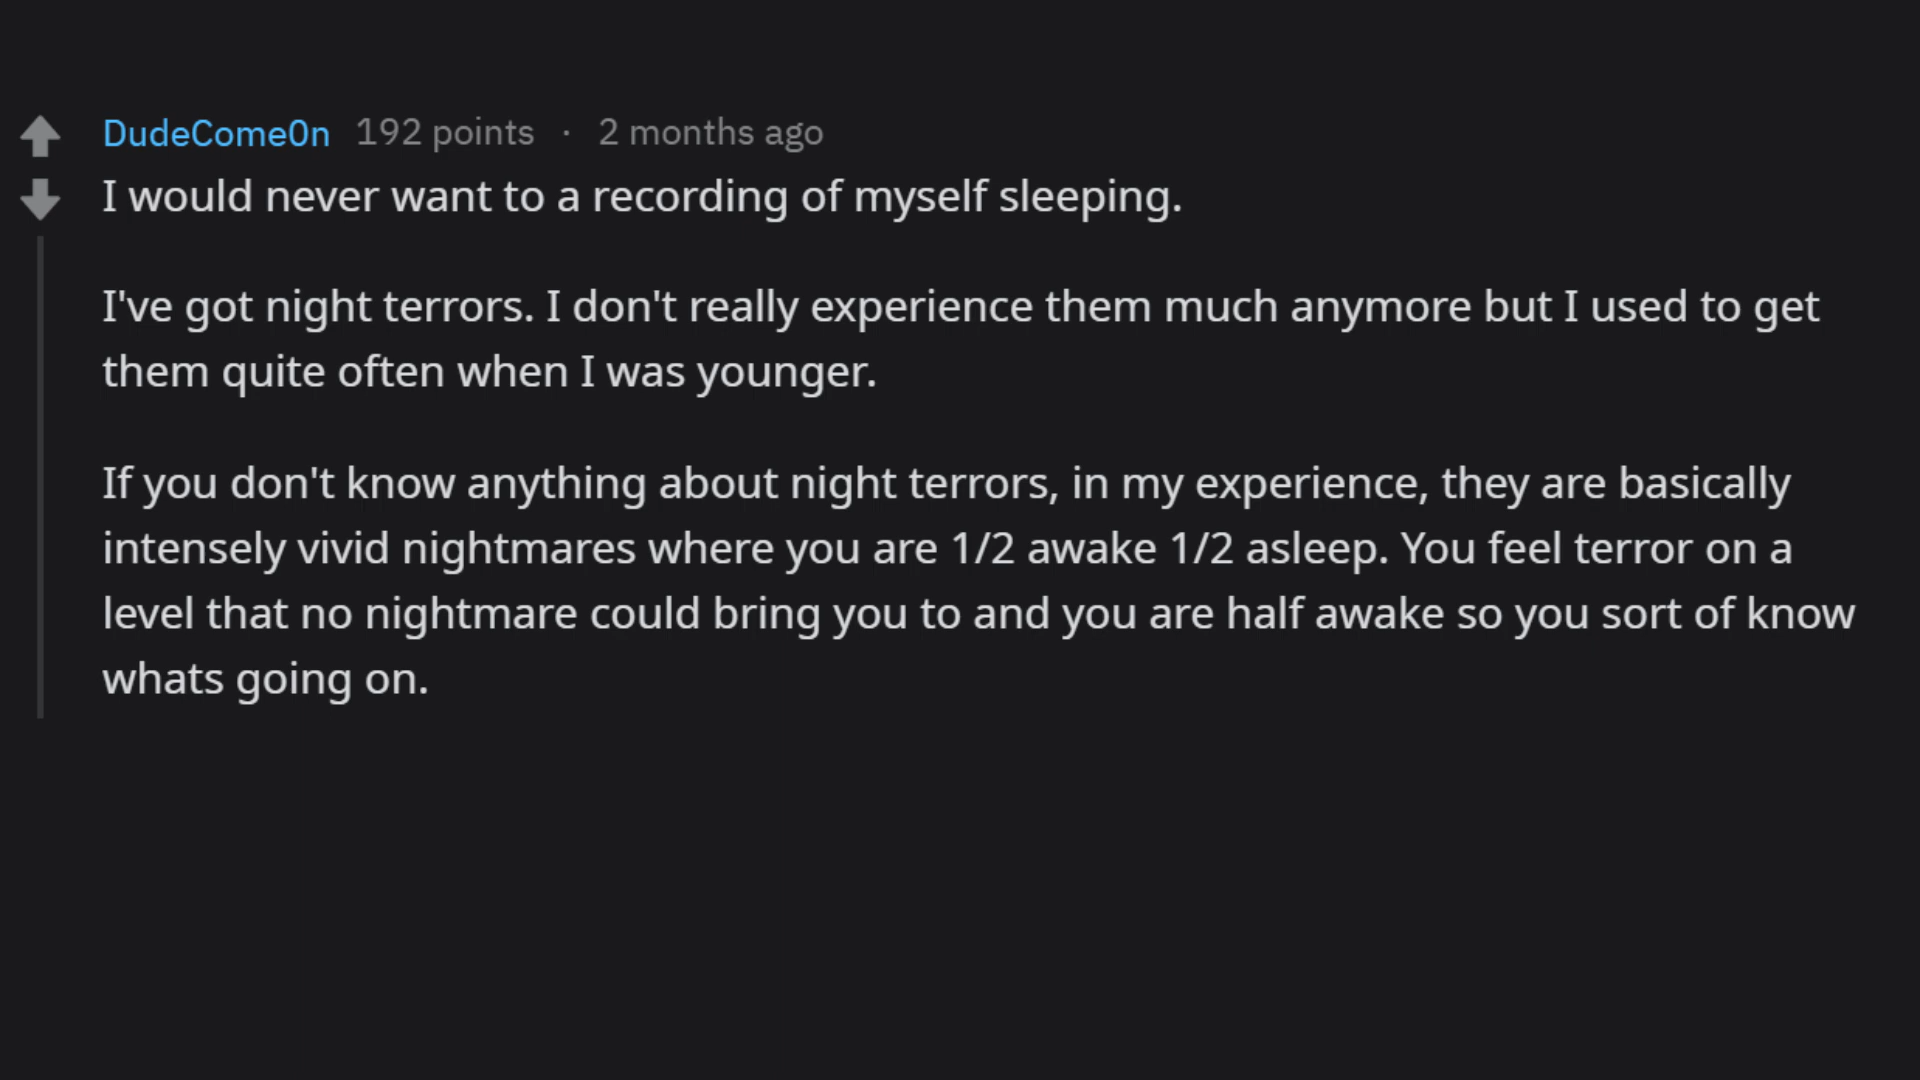 DudeCome0n 192 points · 2 months ago
I would never want to a recording of myself sleeping.
I've got night terrors. I don't really experience them much anymore but I used to get
them quite often when I was younger.
If you don't know anything about night terrors, in my experience, they are basically
intensely vivid nightmares where you are 1/2 awake 1/2 asleep. You feel terror on a
level that no nightmare could bring you to and you are half awake so you sort of know
whats going on.